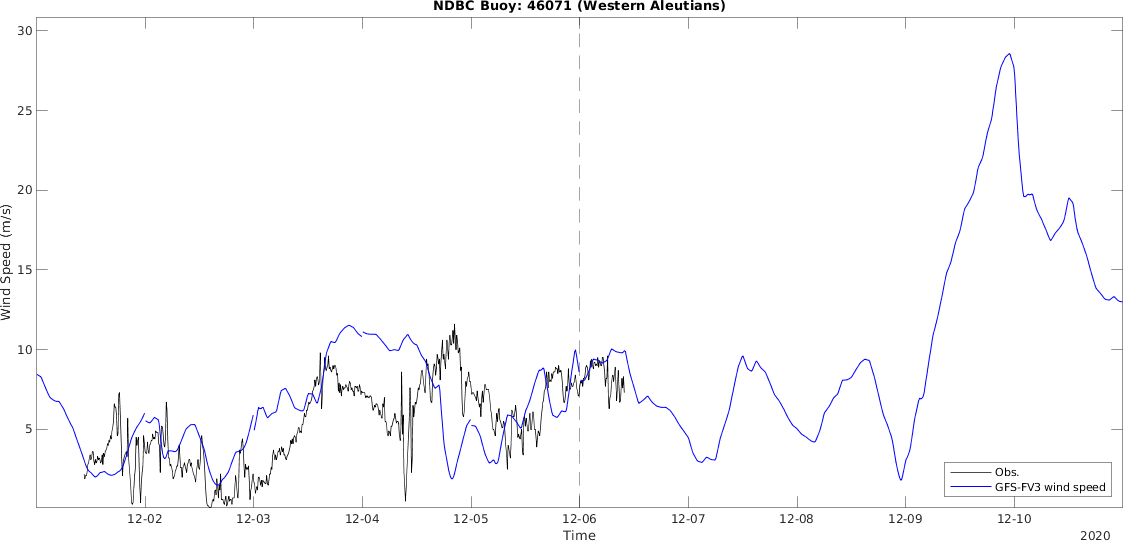 NDBC Buoy: 46071 (Western Aleutians)
30
25
20
15
10
5
Wind Speed (m/s)
Obs.
GFS-FV3 wind speed
12-02 12-03 12-04 12-05 12-06 12-07 12-08 12-09 12-10
Time
2020